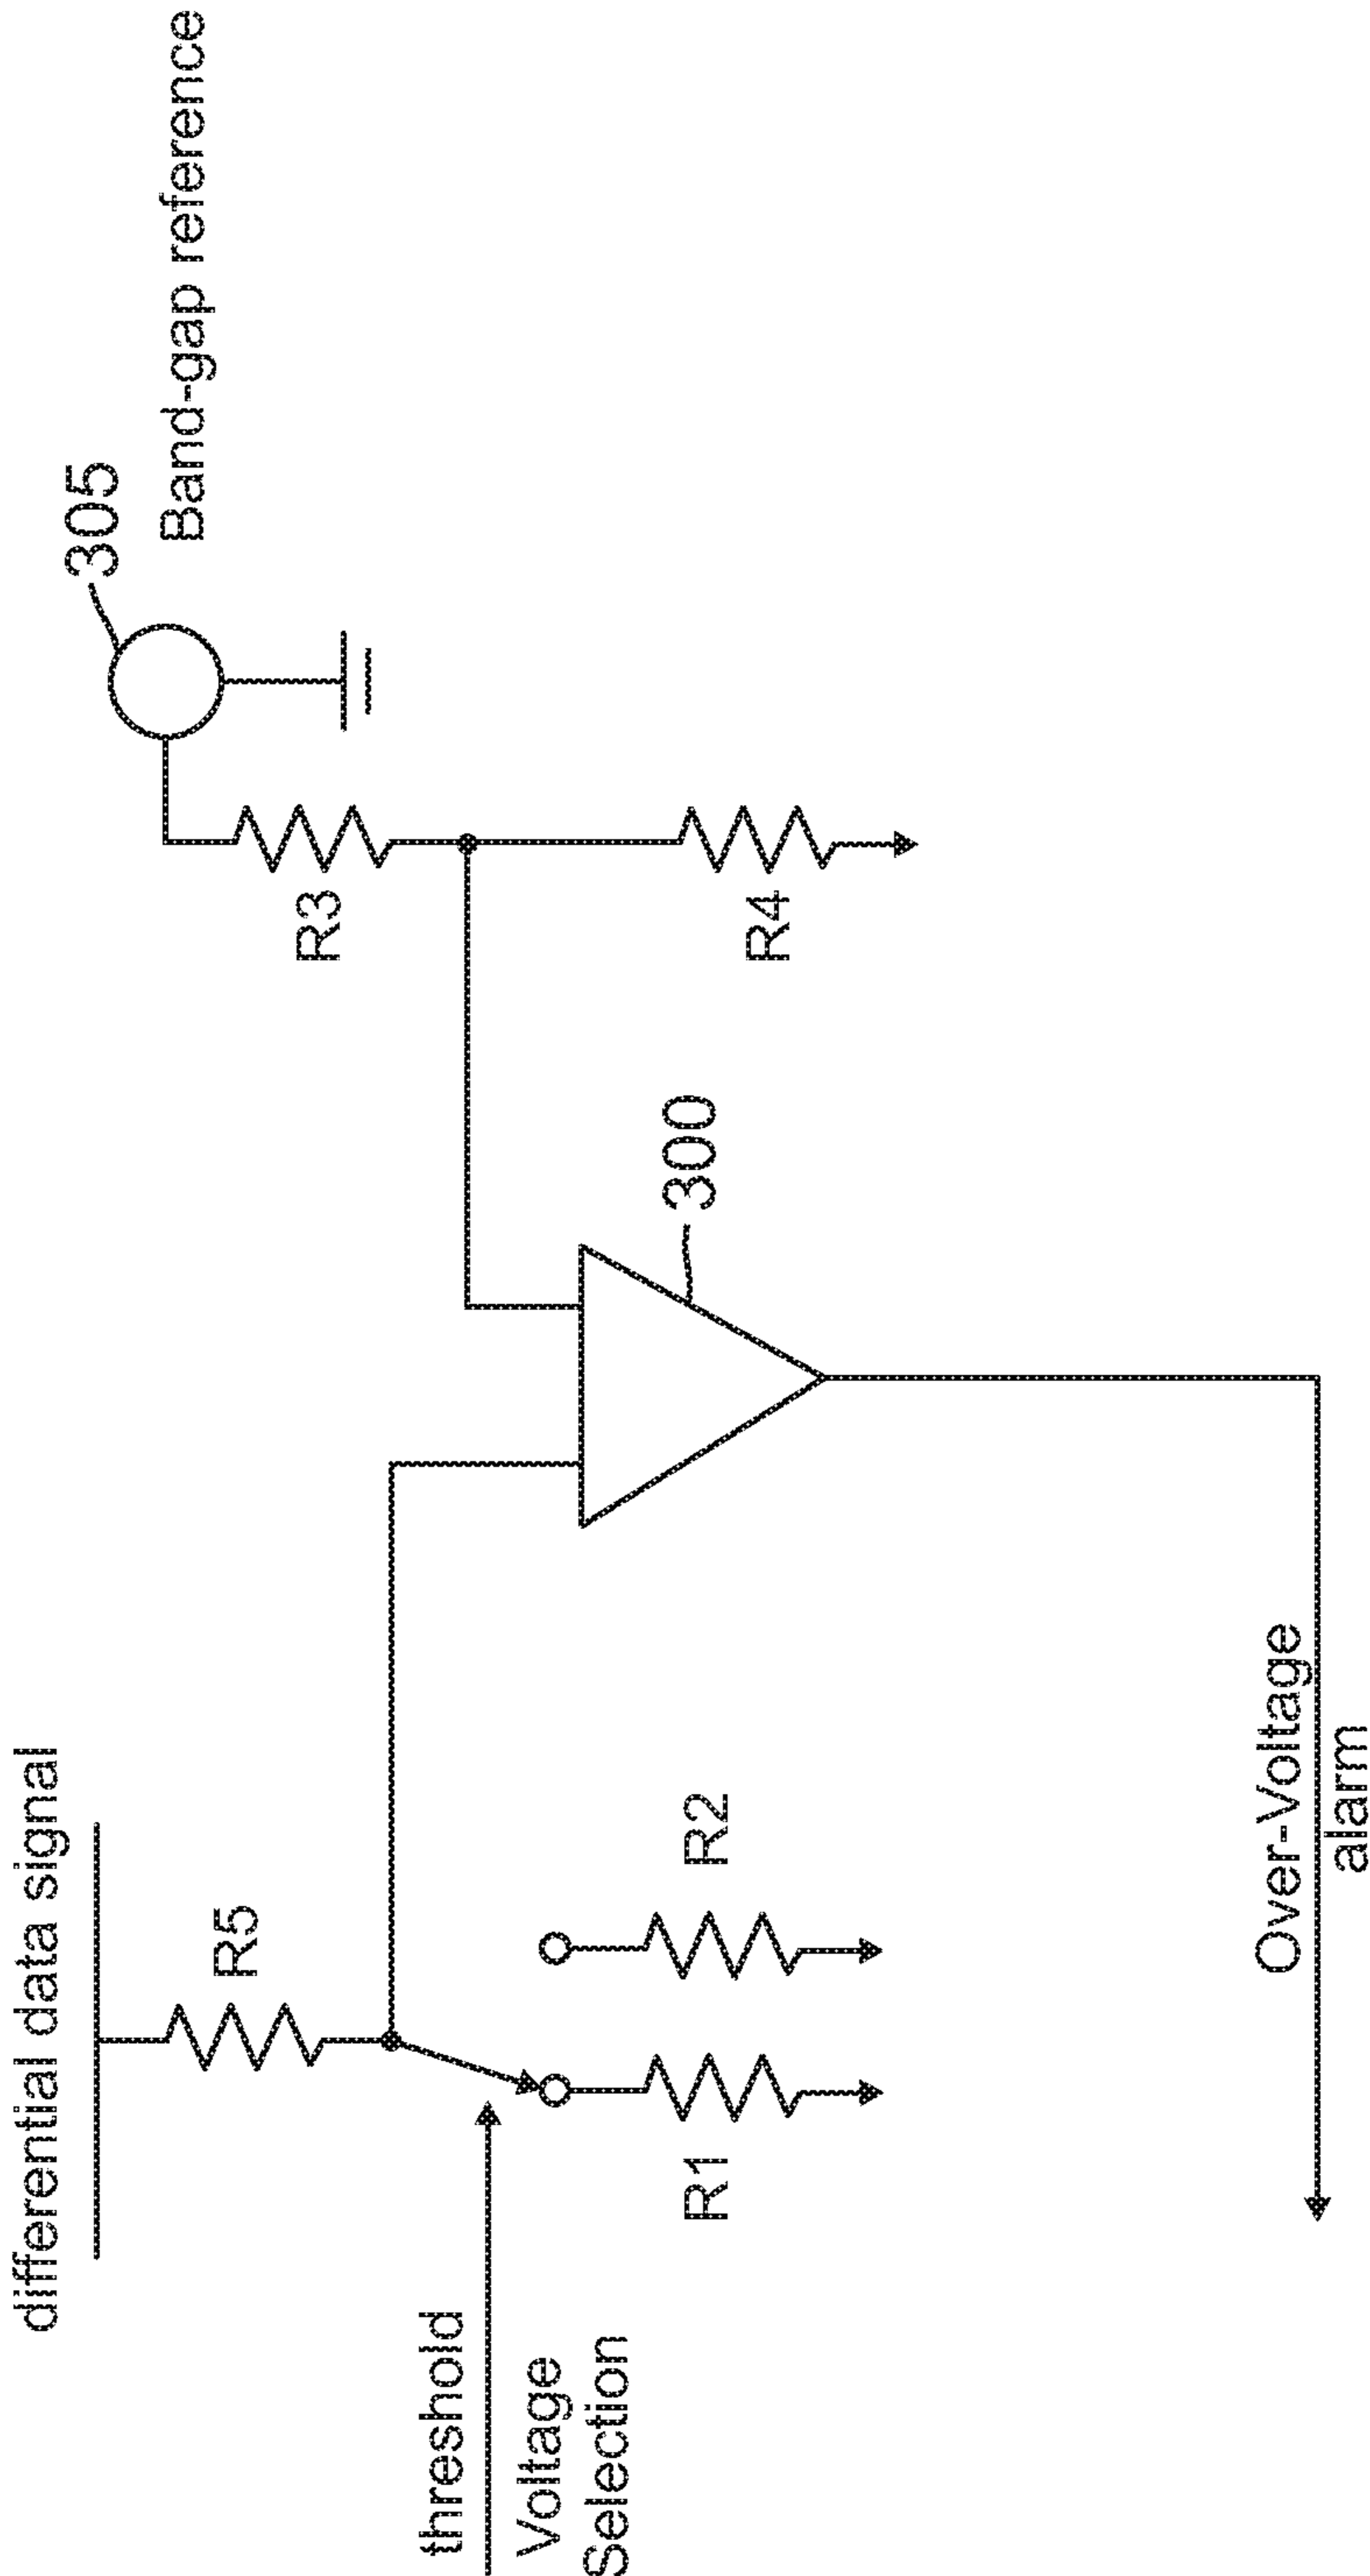 differential data signal
R5
threshold
Voltage
Selection
R1
R2
Over-Voltage
alarm
300
R3
R4
305
Band-gap reference